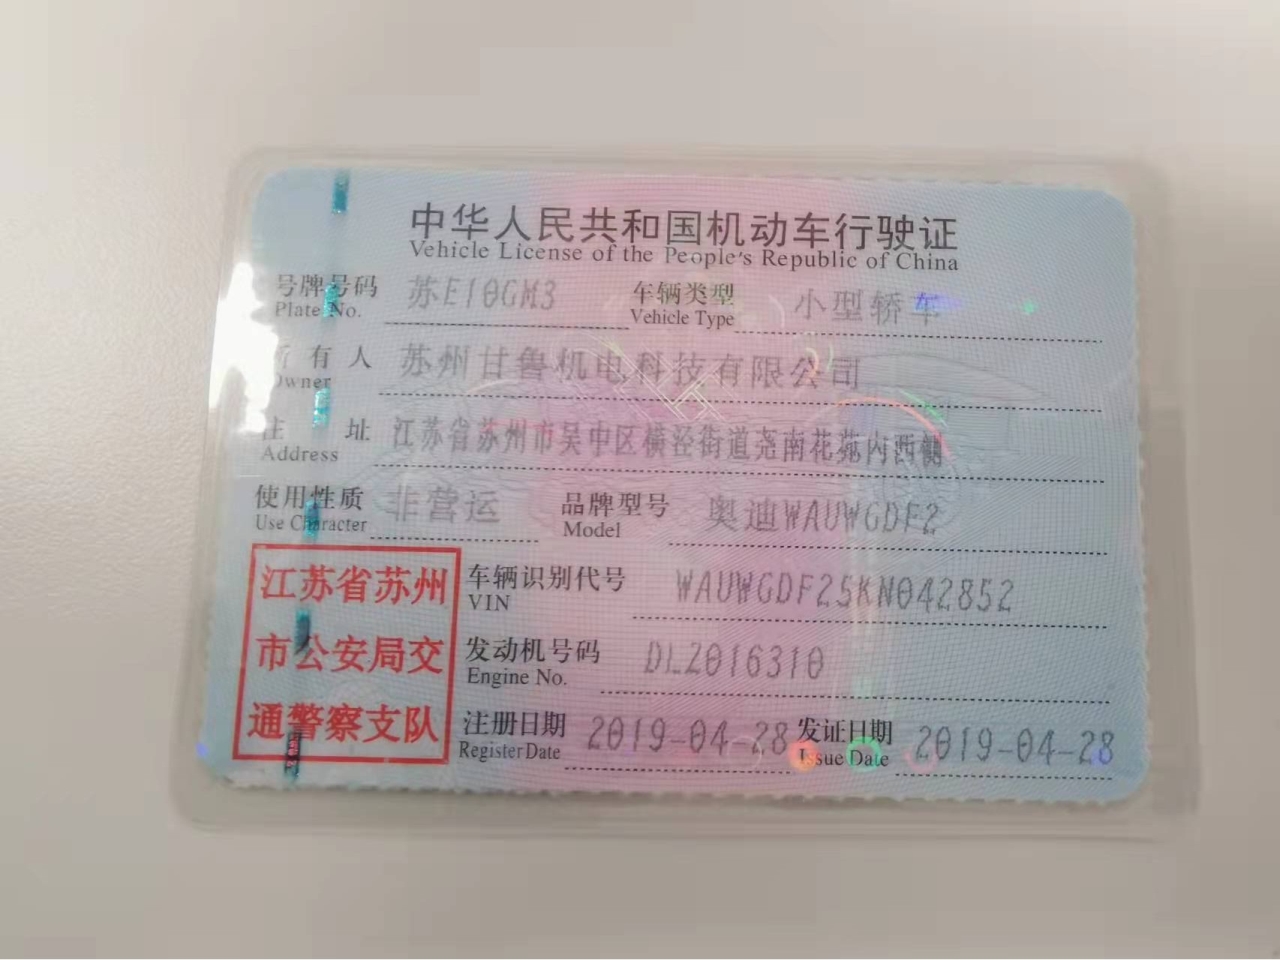 中华人民共和国机动车行驶证
Vehicle License of the People's Republic of China
号牌号码 苏E10GM3 车辆类型 小型轿车
Plate No. Vehicle Type
所有人 苏州甘鲁机电科技有限公司
Owner
住址 江苏省苏州市吴中区横泾街道尧南花苑内西侧
Address
使用性质 非营运 品牌型号 奥迪WAUWGDF2
Use Character Model
江苏省苏州
市公安局交
通警察支队
车辆识别代号 WAUWGDF25KN042852
VIN
发动机号码 DLZ016310
Engine No.
注册日期 2019-04-28 发证日期 2019-04-28
Register Date Issue Date